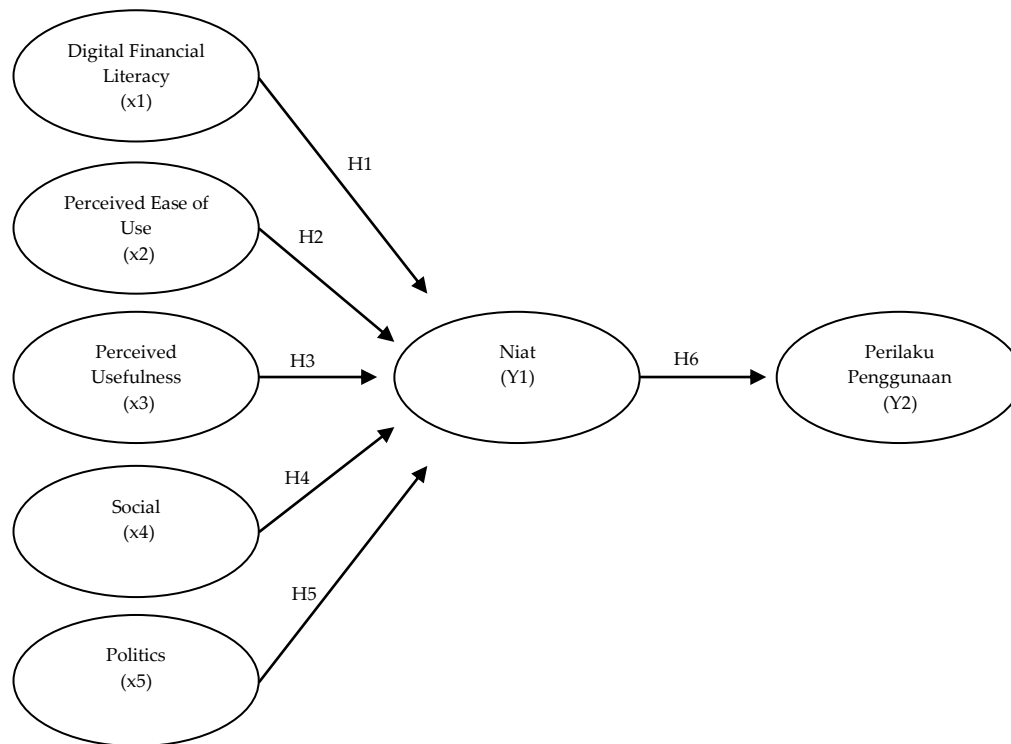 Digital Financial
Literacy
(x1)
H1
Perceived Ease of
Use
(x2)
H2
Perceived
Usefulness
(x3)
H3
Niat
(Y1)
H6
Perilaku
Penggunaan
(Y2)
Social
(x4)
H4
Politics
(x5)
H5